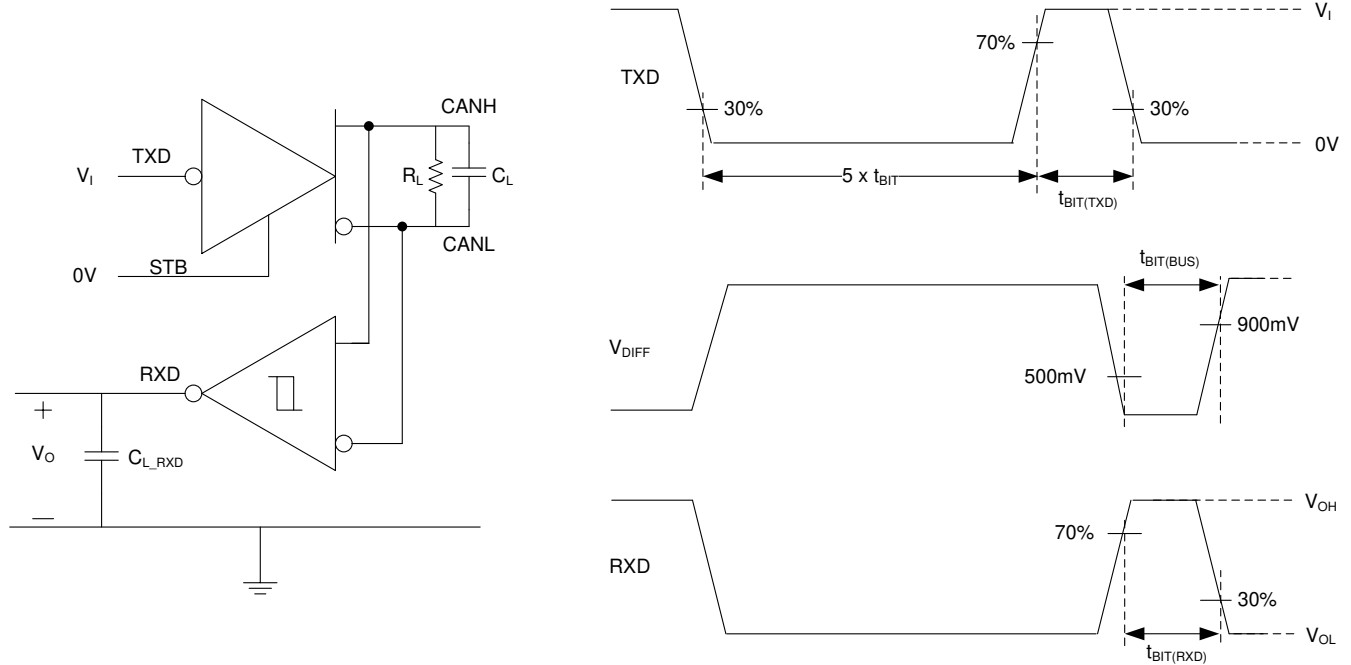 CANH
TXD
V_I
R_L
C_L
CANL
0V
STB
RXD
+
V_O
C_L_RXD
—
V_I
70%
TXD
30%
30%
0V
5 x t_BIT
t_BIT(TXD)
t_BIT(BUS)
900mV
V_DIFF
500mV
V_OH
70%
RXD
30%
V_OL
t_BIT(RXD)